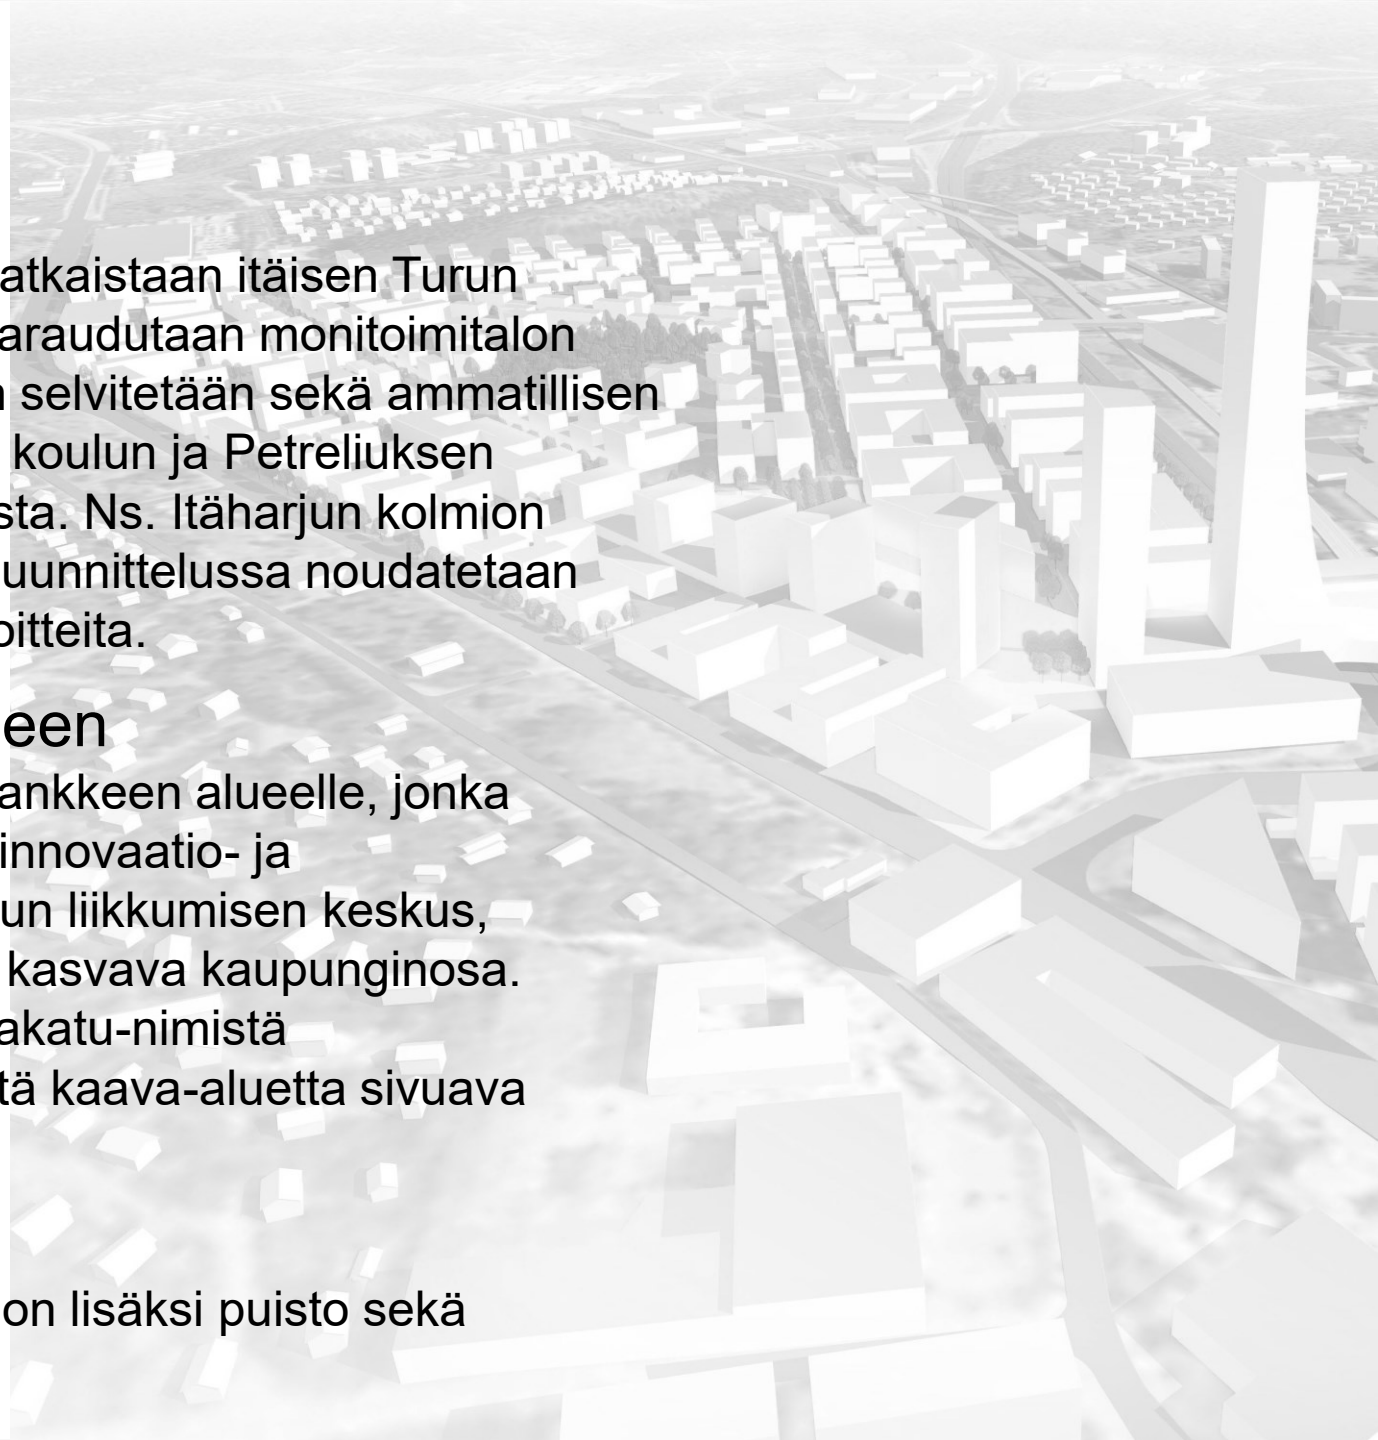 atkaistaan itäisen Turun
araudutaan monitoimitalon
selvitetään sekä ammatillisen
koulun ja Petreliuksen
sta. Ns. Itäharjun kolmion
uunnittelussa noudatetaan
oitteita.
een
ankkeen alueelle, jonka
innovaatio- ja
un liikkumisen keskus,
kasvava kaupunginosa.
akatu-nimistä
tä kaava-aluetta sivuava
on lisäksi puisto sekä